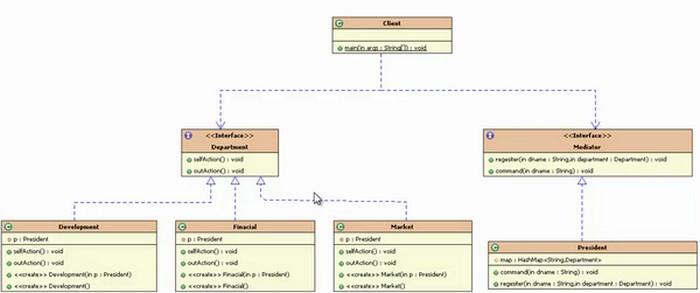 Client
main(in args : String[]) : void
<<Interface>>
Department
selfAction() : void
outAction() : void
<<Interface>>
Mediator
regester(in dname : String,in department : Department) : void
command(in dname : String) : void
Development
p : President
selfAction() : void
outAction() : void
<<create>> Development(in p : President)
<<create>> Development()
Finacial
p : President
selfAction() : void
outAction() : void
<<create>> Finacial(in p : President)
<<create>> Finacial()
Market
p : President
selfAction() : void
outAction() : void
<<create>> Market(in p : President)
<<create>> Market()
President
map : HashMap<String,Department>
command(in dname : String) : void
regester(in dname : String,in department : Department) : void